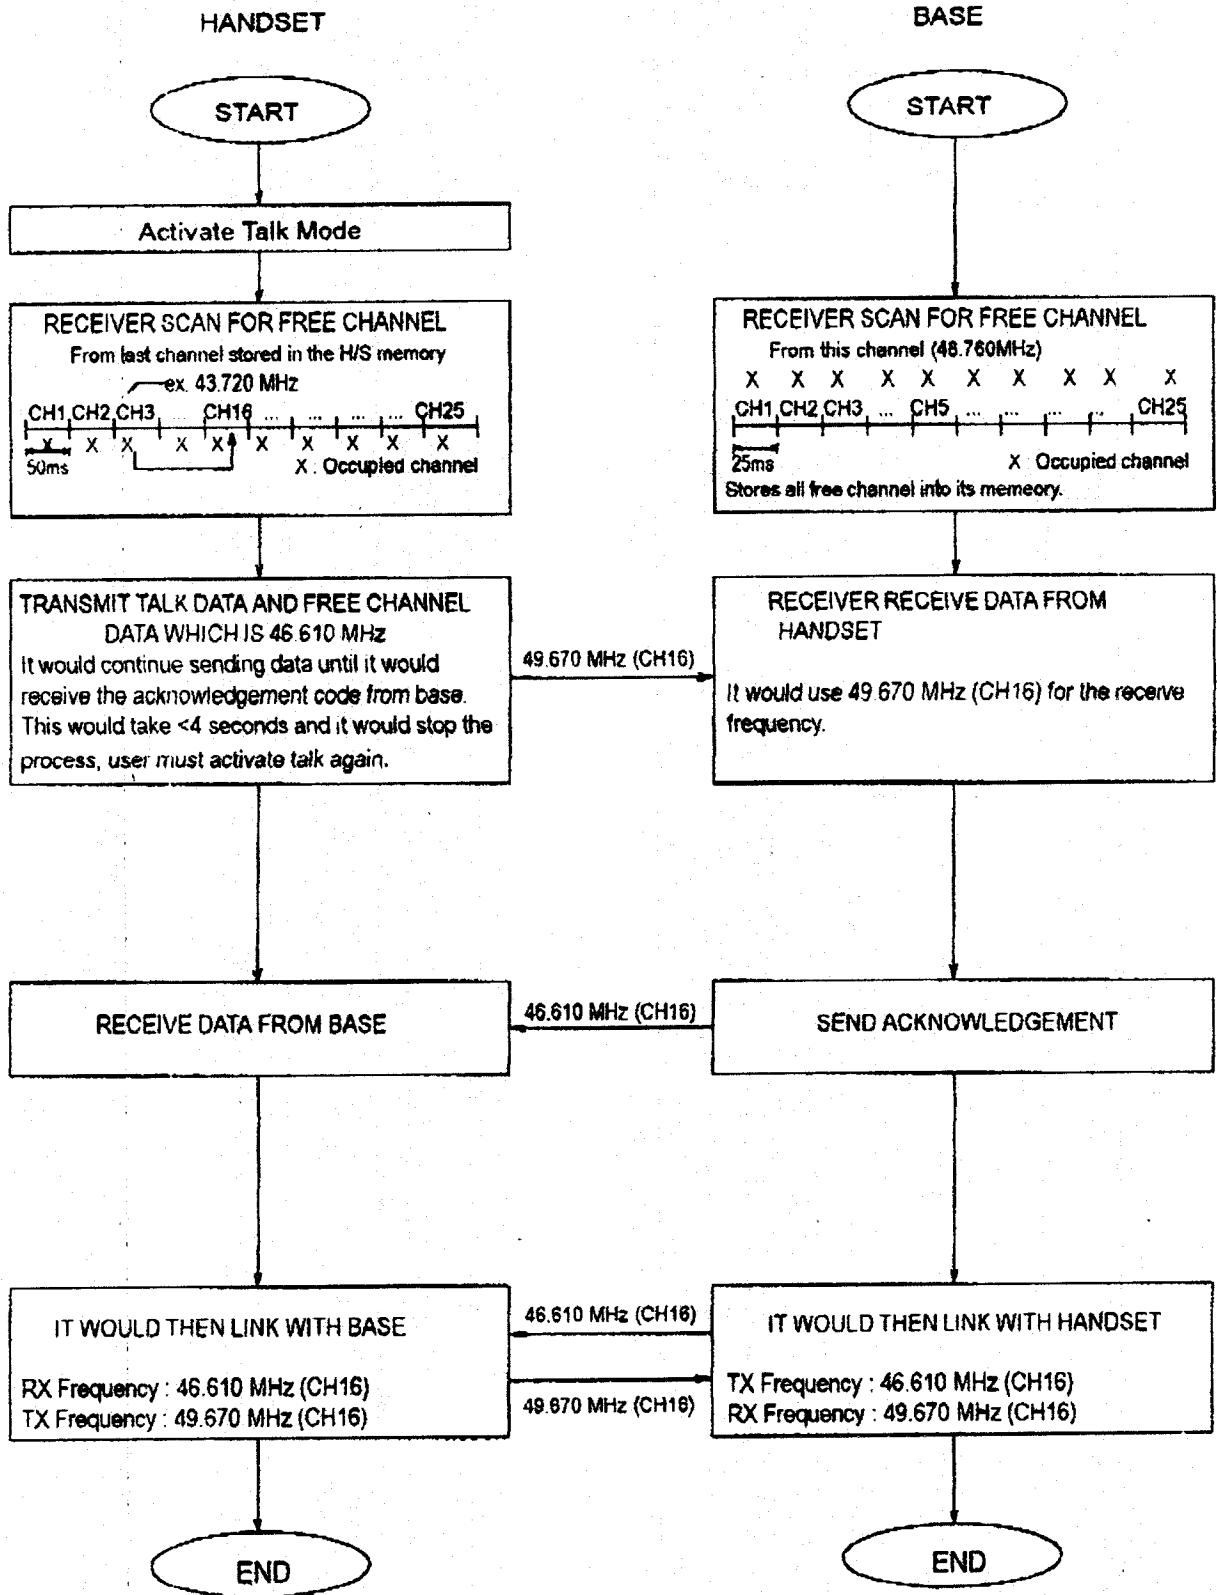 HANDSET
START
Activate Talk Mode
RECEIVER SCAN FOR FREE CHANNEL
From last channel stored in the H/S memory
ex. 43.720 MHz
CH1 CH2 CH3 ... CH16 ... ... ... ... CH25
X X X X X X X X X X
50ms
X : Occupied channel
TRANSMIT TALK DATA AND FREE CHANNEL
DATA WHICH IS 46.610 MHz
It would continue sending data until it would
receive the acknowledgement code from base.
This would take <4 seconds and it would stop the
process, user must activate talk again.
49.670 MHz (CH16)
RECEIVE DATA FROM BASE
46.610 MHz (CH16)
IT WOULD THEN LINK WITH BASE
RX Frequency : 46.610 MHz (CH16)
TX Frequency : 49.670 MHz (CH16)
46.610 MHz (CH16)
49.670 MHz (CH16)
END
BASE
START
RECEIVER SCAN FOR FREE CHANNEL
From this channel (48.760MHz)
X X X X X X X X X X
CH1 CH2 CH3 ... CH5 ... ... ... ... CH25
25ms
X : Occupied channel
Stores all free channel into its memeory.
RECEIVER RECEIVE DATA FROM
HANDSET
It would use 49.670 MHz (CH16) for the receive
frequency.
SEND ACKNOWLEDGEMENT
IT WOULD THEN LINK WITH HANDSET
TX Frequency : 46.610 MHz (CH16)
RX Frequency : 49.670 MHz (CH16)
END